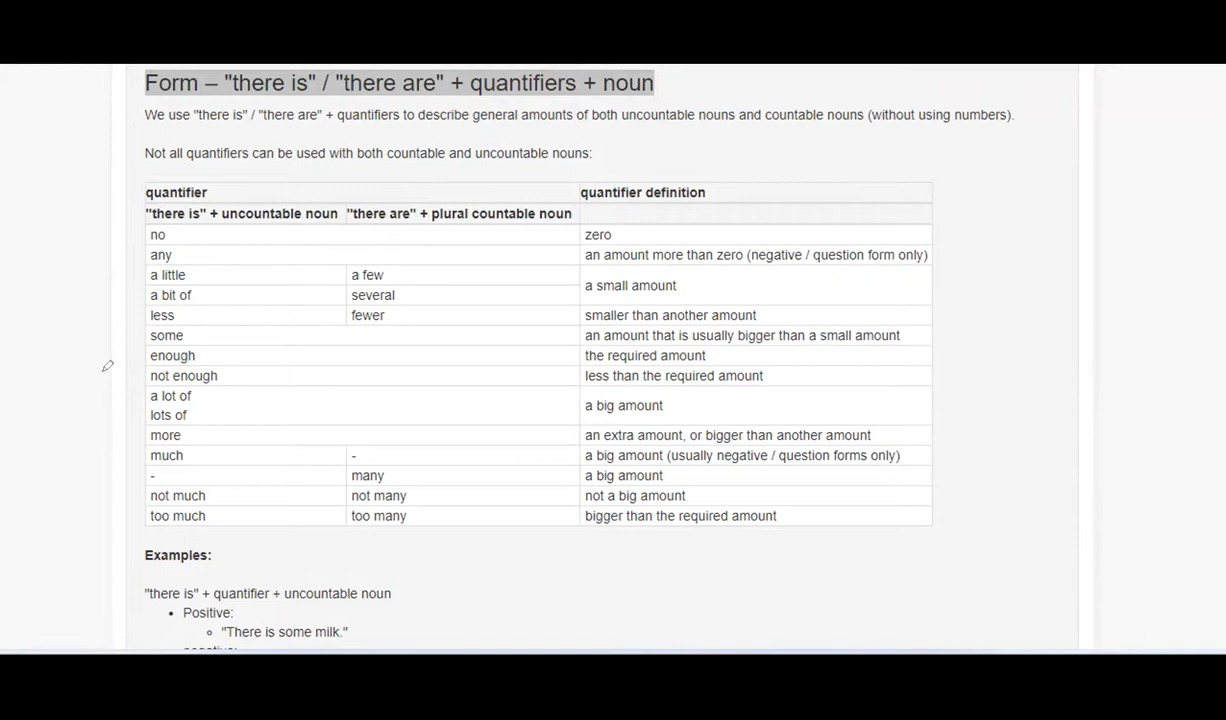 Form – "there is" / "there are" + quantifiers + noun
We use "there is" / "there are" + quantifiers to describe general amounts of both uncountable nouns and countable nouns (without using numbers).
Not all quantifiers can be used with both countable and uncountable nouns:
quantifier quantifier definition
"there is" + uncountable noun "there are" + plural countable noun
no zero
any an amount more than zero (negative / question form only)
a little a few
a small amount
a bit of several
less fewer smaller than another amount
some an amount that is usually bigger than a small amount
enough the required amount
not enough less than the required amount
a lot of
a big amount
lots of
more an extra amount, or bigger than another amount
much - a big amount (usually negative / question forms only)
- many a big amount
not much not many not a big amount
too much too many bigger than the required amount
Examples:
"there is" + quantifier + uncountable noun
• Positive:
◦ "There is some milk."